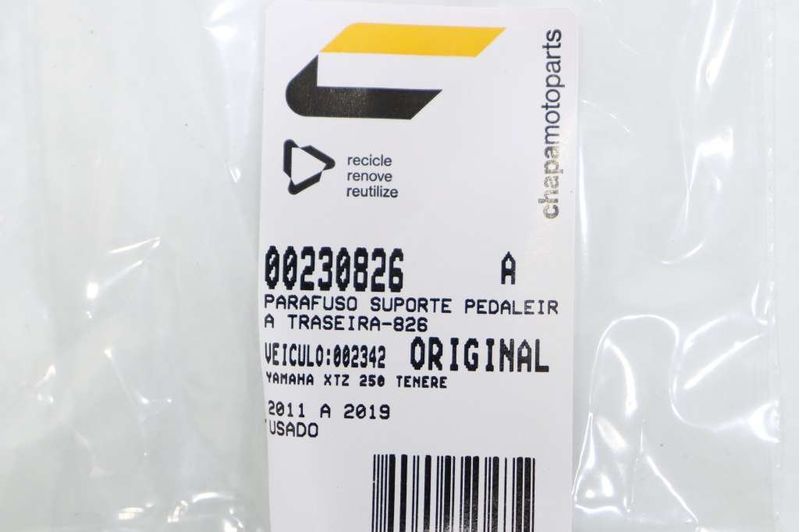 chapamotoparts
recicle
renove
reutilize
00230826 A
PARAFUSO SUPORTE PEDALEIR
A TRASEIRA-826
VEICULO:002342 ORIGINAL
YAMAHA XTZ 250 TENERE
2011 A 2019
USADO